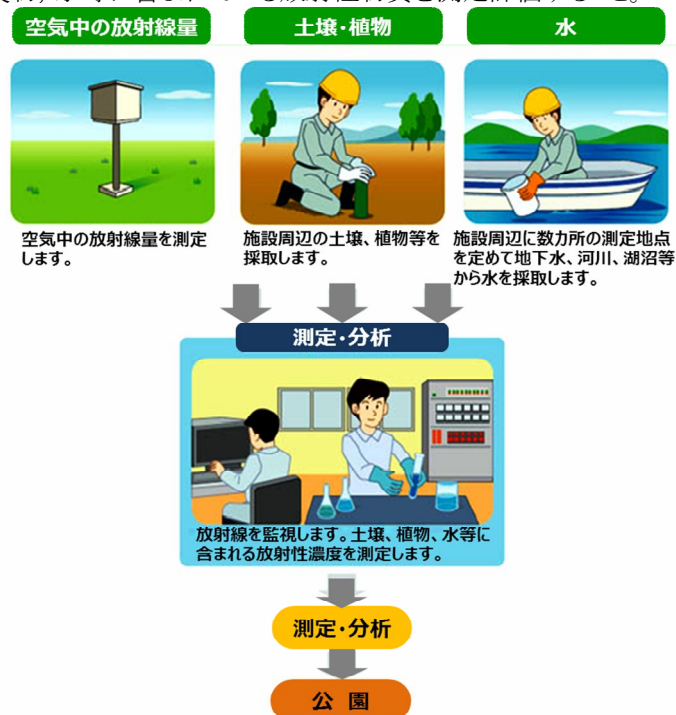 空気中の放射線量
土壌・植物
水
空気中の放射線量を測定
します。
施設周辺の土壌、植物等を
採取します。
施設周辺に数カ所の測定地点
を定めて地下水、河川、湖沼等
から水を採取します。
測定・分析
放射線を監視します。土壌、植物、水等に
含まれる放射性濃度を測定します。
測定・分析
公 園